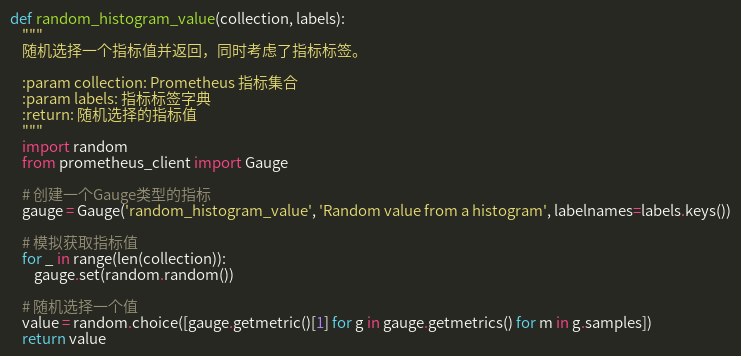 def random_histogram_value(collection, labels):
"""
随机选择一个指标值并返回，同时考虑了指标标签。
:param collection: Prometheus 指标集合
:param labels: 指标标签字典
:return: 随机选择的指标值
"""
import random
from prometheus_client import Gauge
# 创建一个Gauge类型的指标
gauge = Gauge('random_histogram_value', 'Random value from a histogram', labelnames=labels.keys())
# 模拟获取指标值
for _ in range(len(collection)):
gauge.set(random.random())
# 随机选择一个值
value = random.choice([gauge.getmetric()[1] for g in gauge.getmetrics() for m in g.samples])
return value